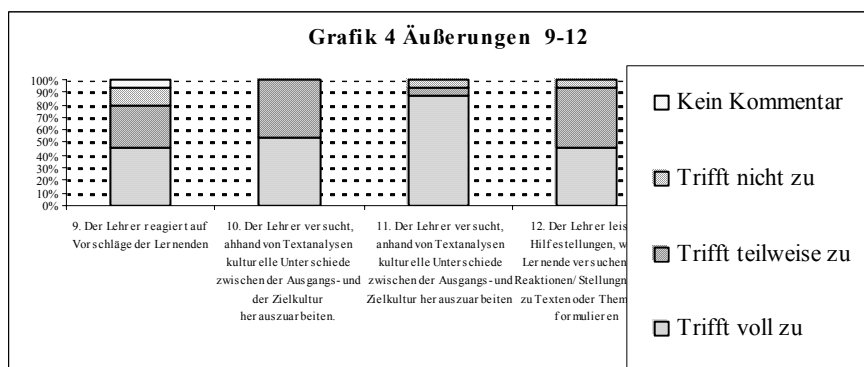 Grafik 4 Äußerungen 9-12
100%
90%
80%
70%
60%
50%
40%
30%
20%
10%
0%
9. Der Lehrer reagiert auf
Vorschläge der Lernenden
10. Der Lehrer versucht,
ahhand von Textanalysen
kulturelle Unterschiede
zwischen der Ausgangs- und
der Zielkultur
herauszuarbeiten.
11. Der Lehrer versucht,
anhand von Textanalysen
kulturelle Unterschiede
zwischen der Ausgangs- und
Zielkultur herauszuarbeiten
12. Der Lehrer leis
Hilfestellungen, w
Lernende versuchen
Reaktionen/ Stellungn
zu Texten oder Them
formulieren
Kein Kommentar
Trifft nicht zu
Trifft teilweise zu
Trifft voll zu